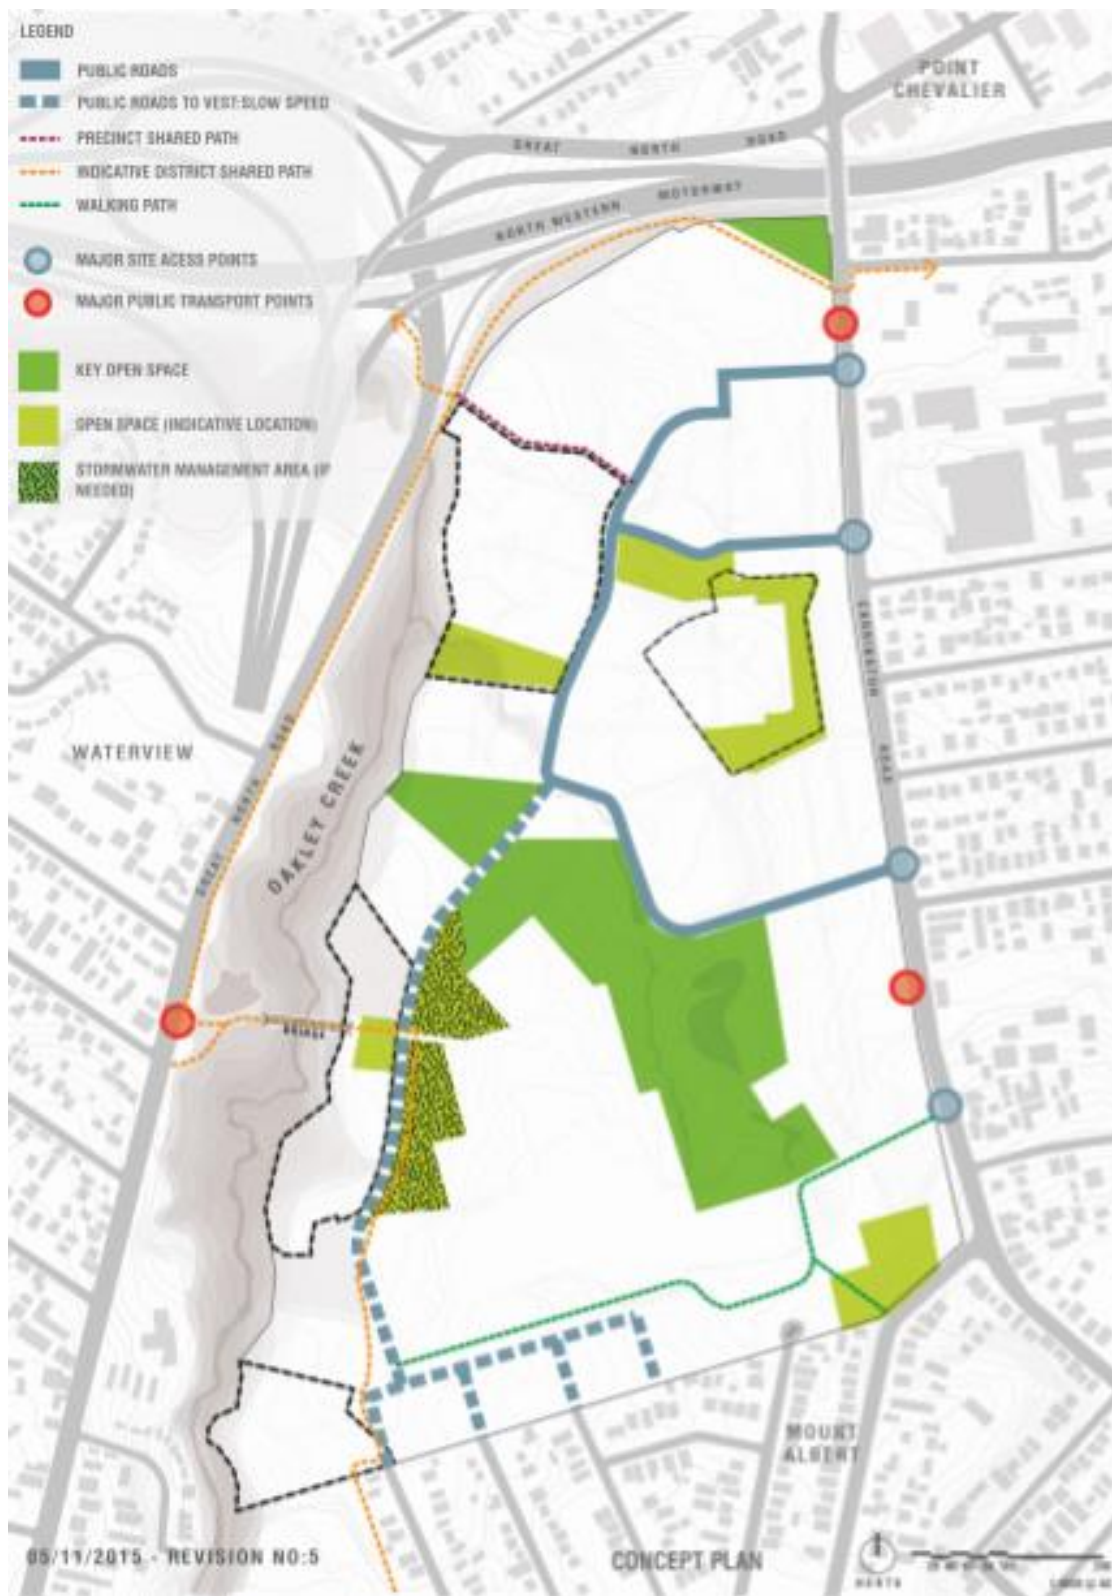 LEGEND
PUBLIC ROADS
PUBLIC ROADS TO VEST-SLOW SPEED
PRECINCT SHARED PATH
INDICATIVE DISTRICT SHARED PATH
WALKING PATH
MAJOR SITE ACESS POINTS
MAJOR PUBLIC TRANSPORT POINTS
KEY OPEN SPACE
OPEN SPACE (INDICATIVE LOCATION)
STORMWATER MANAGEMENT AREA (IF
NEEDED)
POINT
CHEVALIER
GREAT NORTH ROAD
NORTH WESTERN MOTORWAY
CARRINGTON ROAD
WATERVIEW
GREAT NORTH ROAD
OAKLEY CREEK
BRIDGE
MOUNT
ALBERT
05/11/2015 - REVISION NO:5
CONCEPT PLAN
NORTH